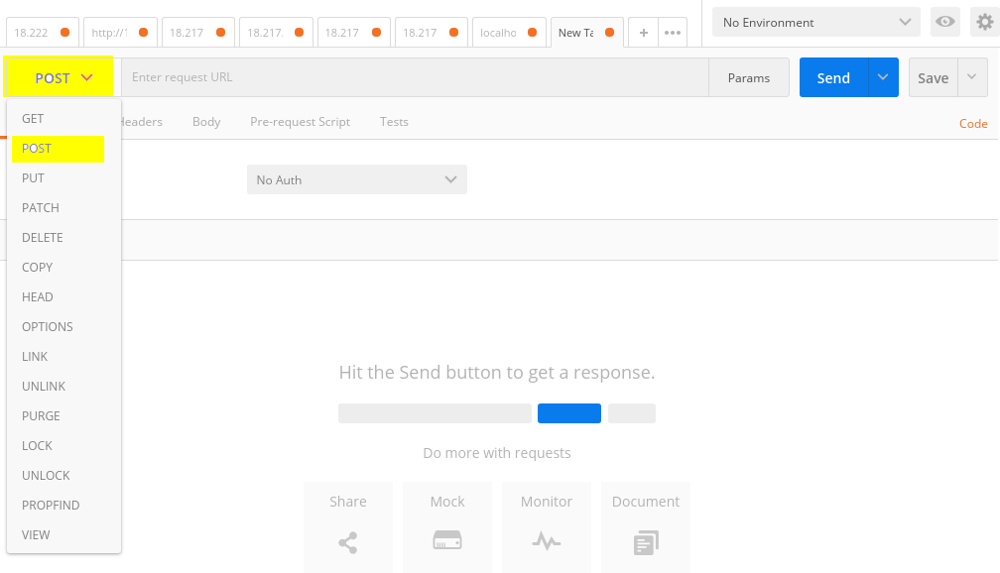 18.222 http://1 18.217 18.217. 18.217 18.217 localho New Ta + No Environment
POST Enter request URL Params Send Save
Headers Body Pre-request Script Tests Code
No Auth
GET
POST
PUT
PATCH
DELETE
COPY
HEAD
OPTIONS
LINK
UNLINK
PURGE
LOCK
UNLOCK
PROPFIND
VIEW
Hit the Send button to get a response.
Do more with requests
Share Mock Monitor Document